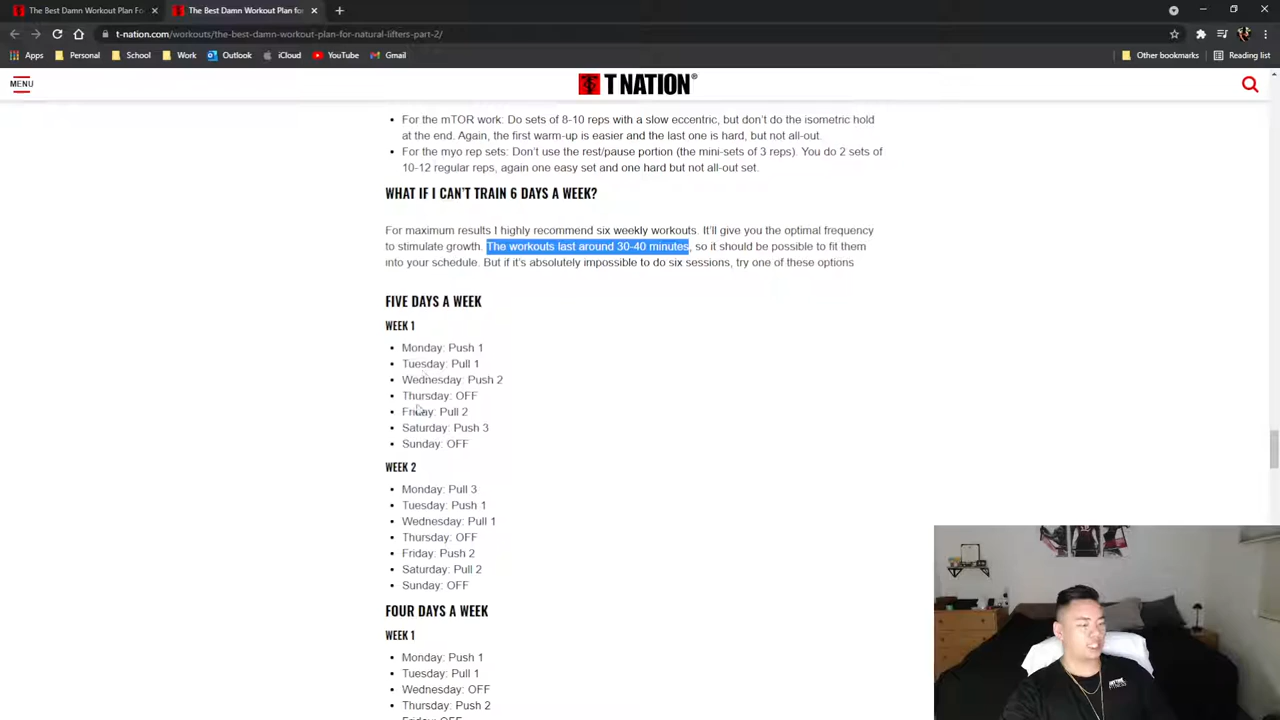 The Best Damn Workout Plan Fo
The Best Damn Workout Plan for
t-nation.com/workouts/the-best-damn-workout-plan-for-natural-lifters-part-2/
Apps
Personal
School
Work
Outlook
iCloud
YouTube
Gmail
Other bookmarks
Reading list
MENU
T NATION®
• For the mTOR work: Do sets of 8-10 reps with a slow eccentric, but don't do the isometric hold
at the end. Again, the first warm-up is easier and the last one is hard, but not all-out.
• For the myo rep sets: Don't use the rest/pause portion (the mini-sets of 3 reps). You do 2 sets of
10-12 regular reps, again one easy set and one hard but not all-out set.
WHAT IF I CAN'T TRAIN 6 DAYS A WEEK?
For maximum results I highly recommend six weekly workouts. It'll give you the optimal frequency
to stimulate growth. The workouts last around 30-40 minutes, so it should be possible to fit them
into your schedule. But if it's absolutely impossible to do six sessions, try one of these options
FIVE DAYS A WEEK
WEEK 1
• Monday: Push 1
• Tuesday: Pull 1
• Wednesday: Push 2
• Thursday: OFF
• Friday: Pull 2
• Saturday: Push 3
• Sunday: OFF
WEEK 2
• Monday: Pull 3
• Tuesday: Push 1
• Wednesday: Pull 1
• Thursday: OFF
• Friday: Push 2
• Saturday: Pull 2
• Sunday: OFF
FOUR DAYS A WEEK
WEEK 1
• Monday: Push 1
• Tuesday: Pull 1
• Wednesday: OFF
• Thursday: Push 2
• Friday: OFF